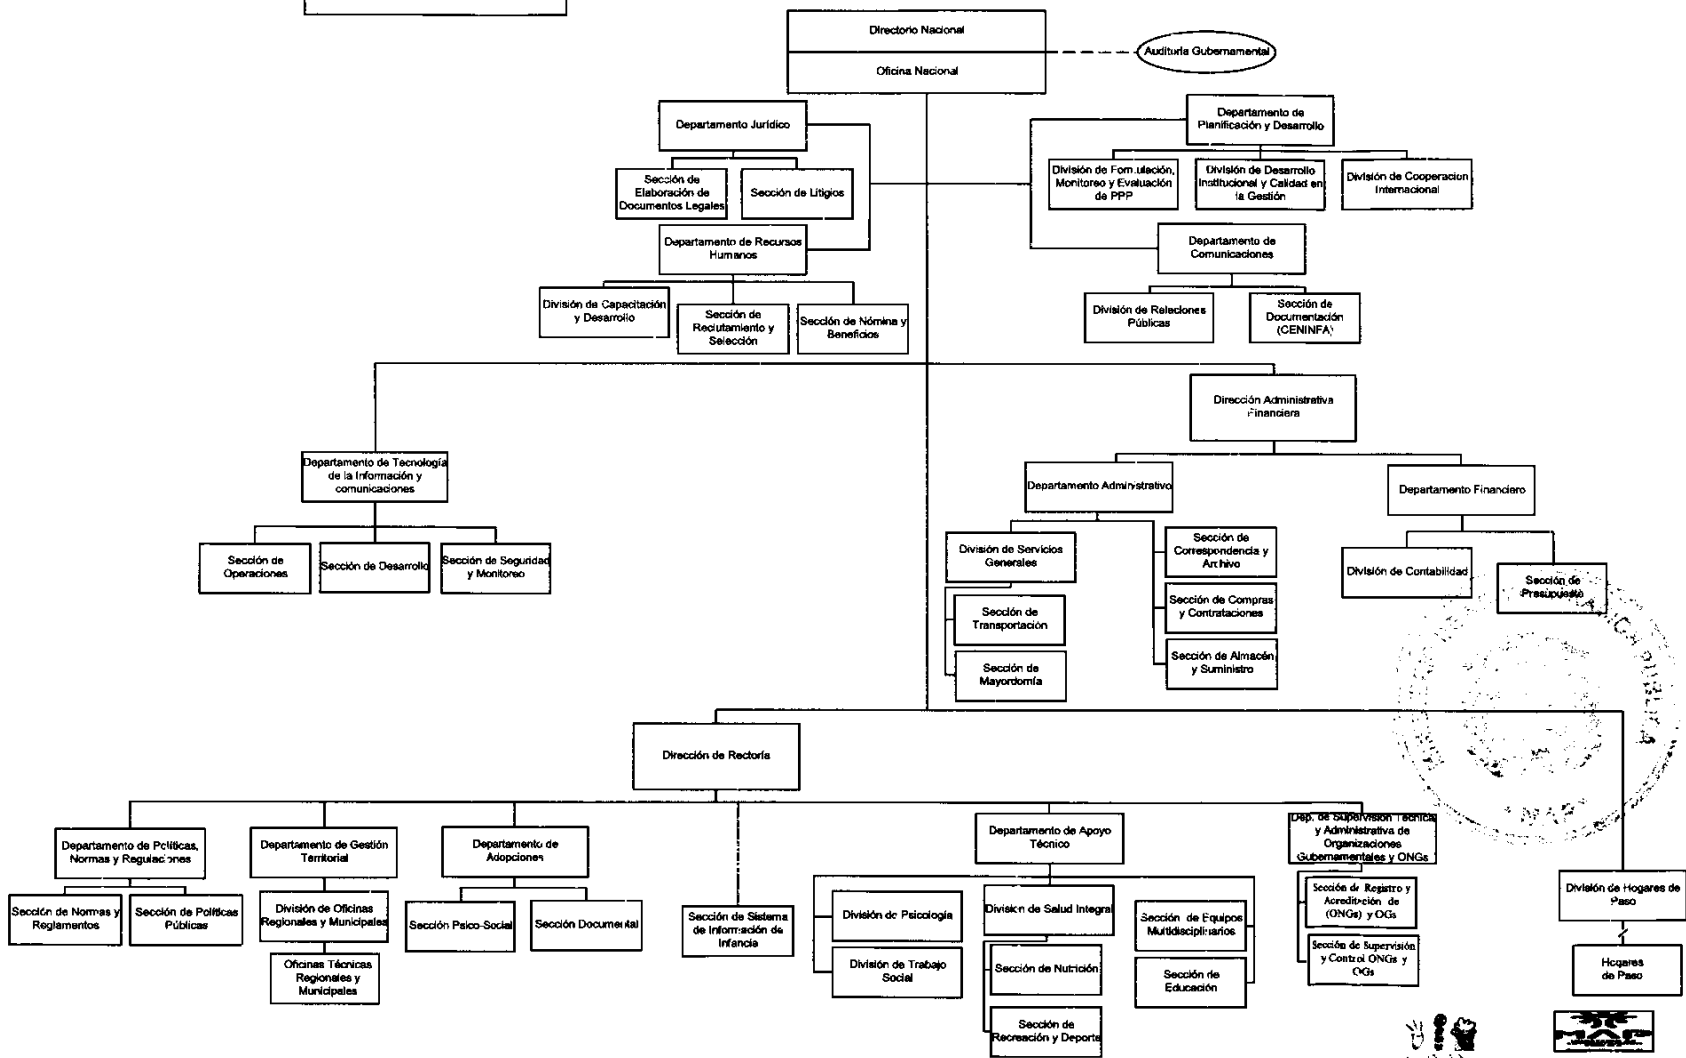 Directorio Nacional
Oficina Nacional
Auditoría Gubernamental
Departamento Jurídico
Sección de
Elaboración de
Documentos Legales
Sección de Litigios
Departamento de Recursos
Humanos
División de Capacitación
y Desarrollo
Sección de
Reclutamiento y
Selección
Sección de Nómina y
Beneficios
Departamento de
Planificación y Desarrollo
División de Formulación,
Monitoreo y Evaluación
de PPP
División de Desarrollo
Institucional y Calidad en
la Gestión
División de Cooperacion
Internacional
Departamento de
Comunicaciones
División de Relaciones
Públicas
Sección de
Documentación
(CENINFA)
Departamento de Tecnología
de la Información y
comunicaciones
Sección de
Operaciones
Sección de Desarrollo
Sección de Seguridad
y Monitoreo
Dirección Administrativa
Financiera
Departamento Administrativo
División de Servicios
Generales
Sección de
Transportación
Sección de
Mayordomía
Sección de
Correspondencia y
Archivo
Sección de Compras
y Contrataciones
Sección de Almacén
y Suministro
Departamento Financiero
División de Contabilidad
Sección de
Presupuesto
Dirección de Rectoría
Departamento de Políticas,
Normas y Regulaciones
Sección de Normas y
Reglamentos
Sección de Políticas
Públicas
Departamento de Gestión
Territorial
División de Oficinas
Regionales y Municipales
Oficinas Técnicas
Regionales y
Municipales
Departamento de
Adopciones
Sección Psico-Social
Sección Documental
Sección de Sistema
de Información de
Infancia
Departamento de Apoyo
Técnico
División de Psicología
División de Trabajo
Social
División de Salud Integral
Sección de Nutrición
Sección de
Recreación y Deporte
Sección de Equipos
Multidisciplinarios
Sección de
Educación
Dep. de Supervisión Técnica
y Administrativa de
Organizaciones
Gubernamentales y ONGs
Sección de Registro y
Acreditación de
(ONGs) y OGs
Sección de Supervisión
y Control ONGs y
OGs
División de Hogares de
Paso
Hogares
de Paso